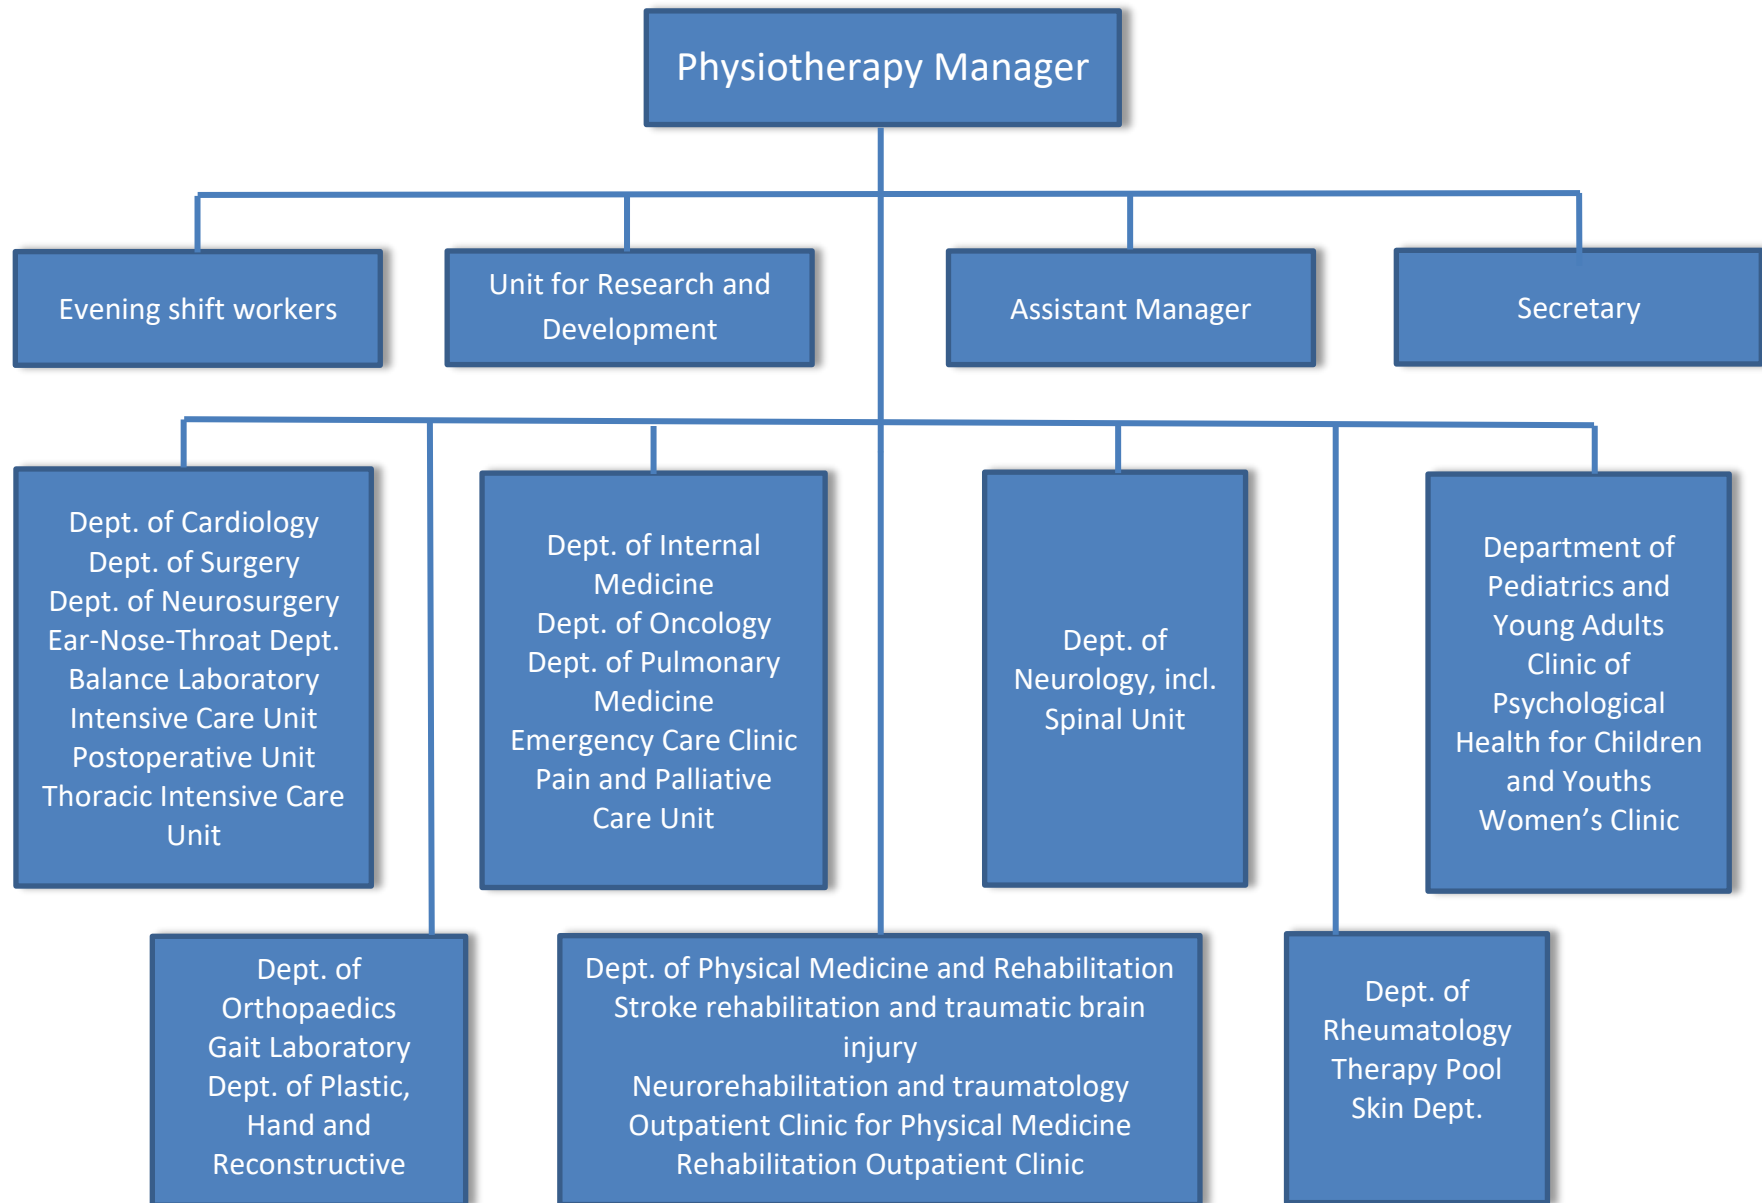 Physiotherapy Manager
Evening shift workers
Unit for Research and
Development
Assistant Manager
Secretary
Dept. of Cardiology
Dept. of Surgery
Dept. of Neurosurgery
Ear-Nose-Throat Dept.
Balance Laboratory
Intensive Care Unit
Postoperative Unit
Thoracic Intensive Care
Unit
Dept. of Internal
Medicine
Dept. of Oncology
Dept. of Pulmonary
Medicine
Emergency Care Clinic
Pain and Palliative
Care Unit
Dept. of
Neurology, incl.
Spinal Unit
Department of
Pediatrics and
Young Adults
Clinic of
Psychological
Health for Children
and Youths
Women’s Clinic
Dept. of
Orthopaedics
Gait Laboratory
Dept. of Plastic,
Hand and
Reconstructive
Dept. of Physical Medicine and Rehabilitation
Stroke rehabilitation and traumatic brain
injury
Neurorehabilitation and traumatology
Outpatient Clinic for Physical Medicine
Rehabilitation Outpatient Clinic
Dept. of
Rheumatology
Therapy Pool
Skin Dept.